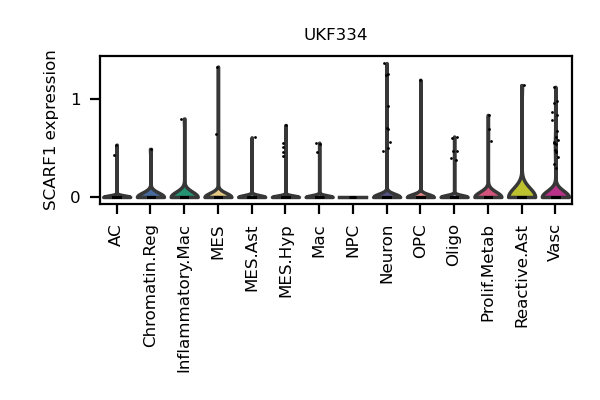 UKF334
SCARF1 expression
1
0
AC
Chromatin.Reg
Inflammatory.Mac
MES
MES.Ast
MES.Hyp
Mac
NPC
Neuron
OPC
Oligo
Prolif.Metab
Reactive.Ast
Vasc